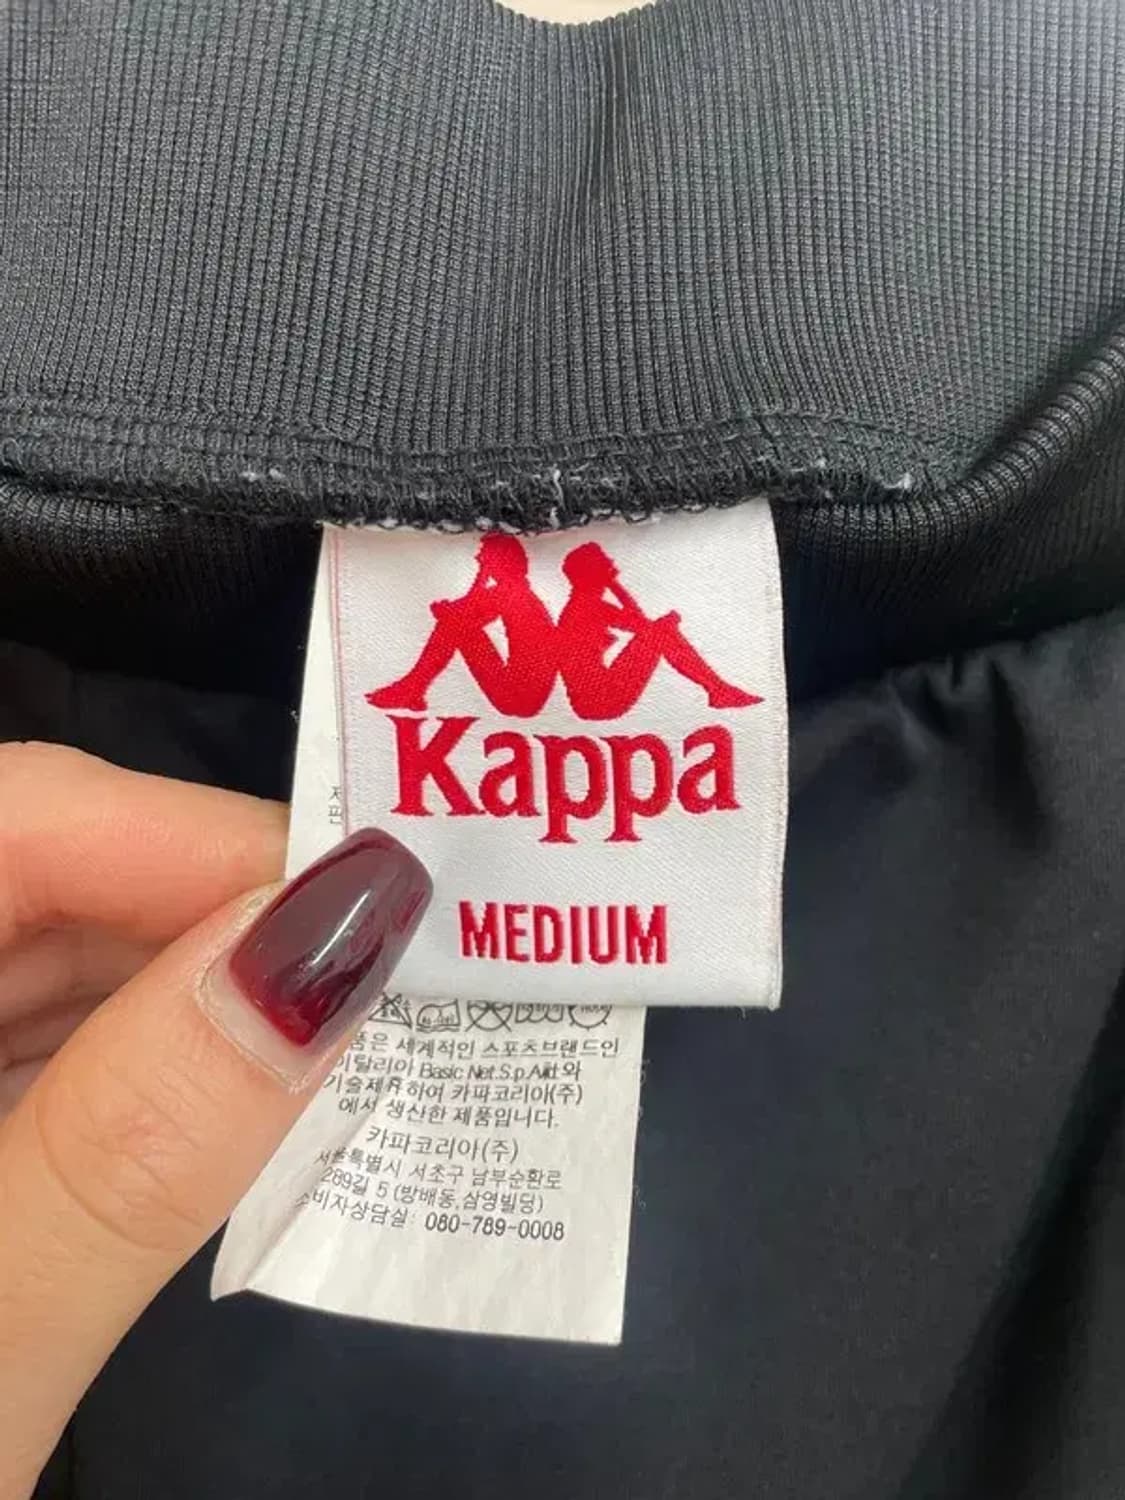 Kappa
MEDIUM
품은 세계적인 스포츠브랜드인
이탈리아 Basic Net.S.p.A社와
기술제휴하여 카파코리아(주)
에서 생산한 제품입니다.
카파코리아(주)
서울특별시 서초구 남부순환로
289길 5 (방배동,삼영빌딩)
소비자상담실: 080-789-0008